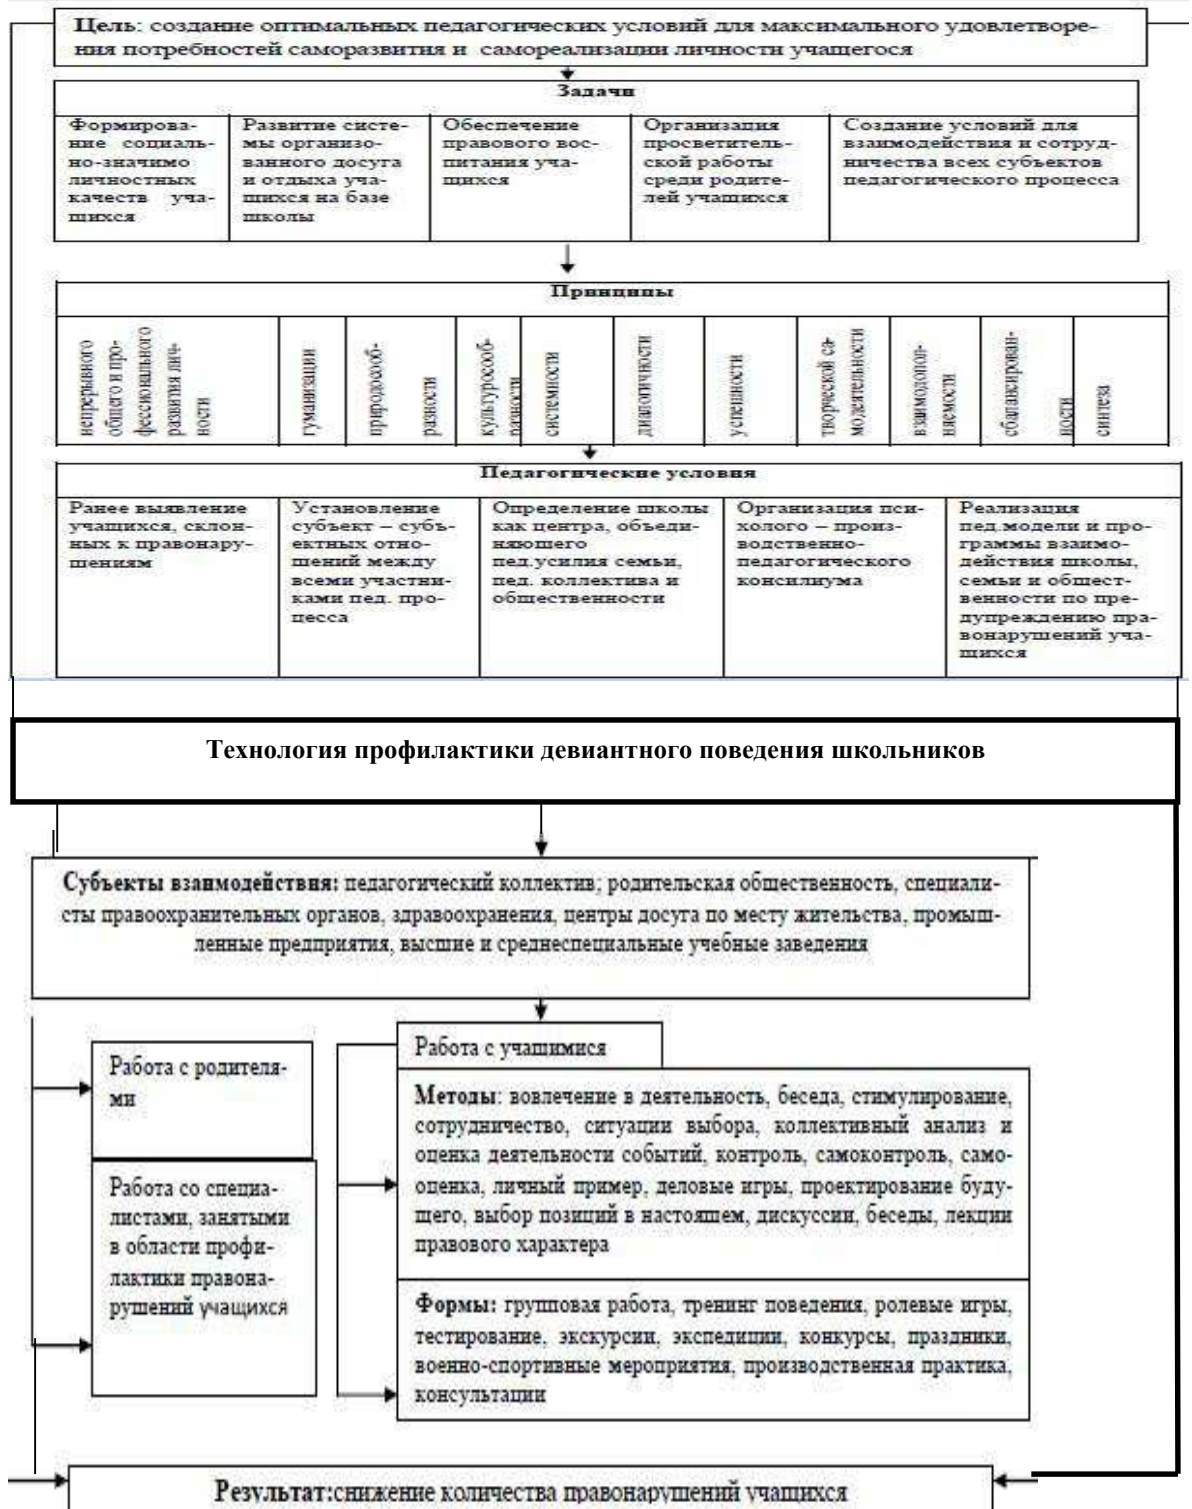 Цель: создание оптимальных педагогических условий для максимального удовлетворе-
ния потребностей саморазвития и самореализации личности учащегося
Задачи
Формирова-
ние социаль-
но-значимо
личностных
качеств уча-
щихся
Развитие систе-
мы организо-
ванного досуга
и отдыха уча-
щихся на базе
школы
Обеспечение
правового вос-
питания уча-
щихся
Организация
просветитель-
ской работы
среди родите-
лей учащихся
Создание условий для
взаимодействия и сотруд-
ничества всех субъектов
педагогического процесса
Принципы
непрерывного
общего и про-
фессионального
развития лич-
ности
гуманизации
природосооб-
разности
культуросооб-
разности
системности
диалогичности
успешности
творческой са-
модеятельности
взаимодопол-
няемости
сбалансирован-
ности
синтеза
Педагогические условия
Ранее выявление
учащихся, склон-
ных к правонару-
шениям
Установление
субъект – субъ-
ектных отно-
шений между
всеми участни-
ками пед. про-
цесса
Определение школы
как центра, объеди-
няющего
пед.усилия семьи,
пед. коллектива и
общественности
Организация пси-
холого – произ-
водственно-
педагогического
консилиума
Реализация
пед.модели и про-
граммы взаимо-
действия школы,
семьи и общест-
венности по пре-
дупреждению пра-
вонарушений уча-
щихся
Технология профилактики девиантного поведения школьников
Субъекты взаимодействия: педагогический коллектив; родительская общественность, специали-
сты правоохранительных органов, здравоохранения, центры досуга по месту жительства, промыш-
ленные предприятия, высшие и среднеспециальные учебные заведения
Работа с родителя-
ми
Работа со специа-
листами, занятыми
в области профи-
лактики правона-
рушений учащихся
Работа с учащимися
Методы: вовлечение в деятельность, беседа, стимулирование,
сотрудничество, ситуации выбора, коллективный анализ и
оценка деятельности событий, контроль, самоконтроль, само-
оценка, личный пример, деловые игры, проектирование буду-
щего, выбор позиций в настоящем, дискуссии, беседы, лекции
правового характера
Формы: групповая работа, тренинг поведения, ролевые игры,
тестирование, экскурсии, экспедиции, конкурсы, праздники,
военно-спортивные мероприятия, производственная практика,
консультации
Результат:снижение количества правонарушений учащихся